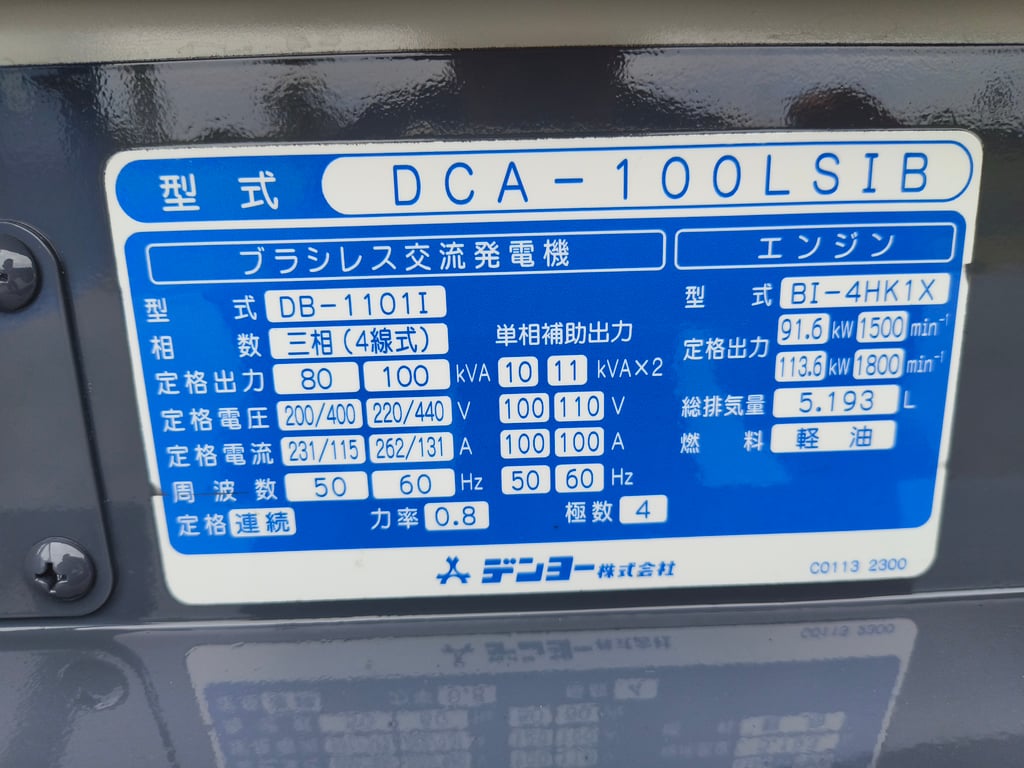 型式 DCA-100LSIB
ブラシレス交流発電機 エンジン
型式 DB-1101I 型式 BI-4HK1X
相数 三相(4線式) 単相補助出力 定格出力 91.6 kW 1500 min⁻¹
定格出力 80 100 kVA 10 11 kVA×2 113.6 kW 1800 min⁻¹
定格電圧 200/400 220/440 V 100 110 V 総排気量 5.193 L
定格電流 231/115 262/131 A 100 100 A 燃料 軽油
周波数 50 60 Hz 50 60 Hz
定格 連続 力率 0.8 極数 4
デンヨー株式会社 C0113 2300